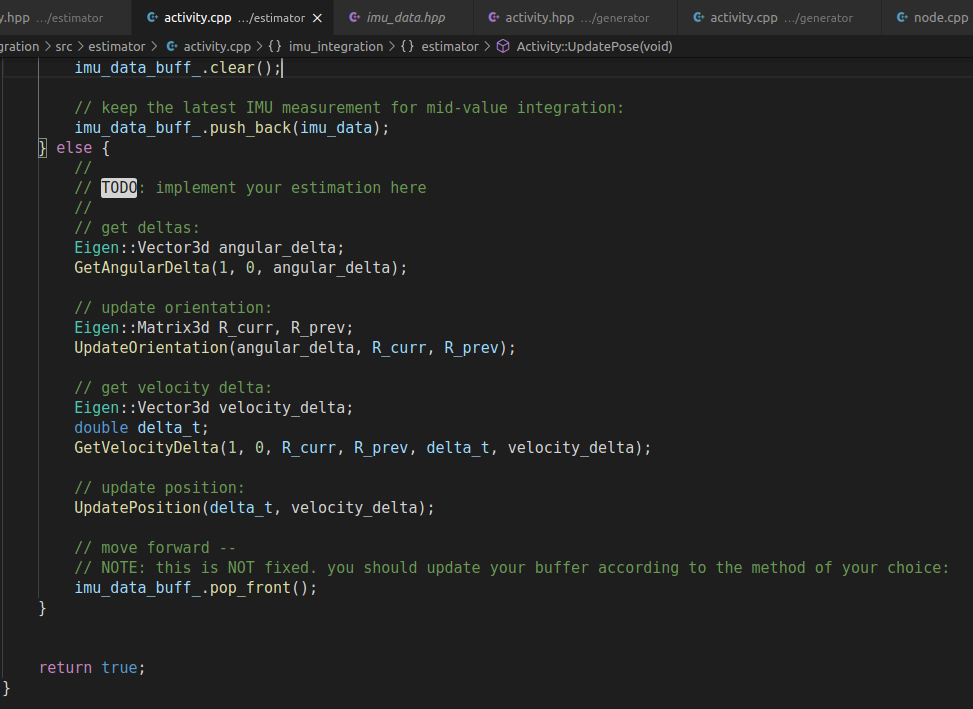 y.hpp .../estimator activity.cpp .../estimator × imu_data.hpp activity.hpp .../generator activity.cpp .../generator node.cpp
gration > src > estimator > activity.cpp > {} imu_integration > {} estimator > Activity::UpdatePose(void)
imu_data_buff_.clear();
// keep the latest IMU measurement for mid-value integration:
imu_data_buff_.push_back(imu_data);
} else {
//
// TODO: implement your estimation here
//
// get deltas:
Eigen::Vector3d angular_delta;
GetAngularDelta(1, 0, angular_delta);
// update orientation:
Eigen::Matrix3d R_curr, R_prev;
UpdateOrientation(angular_delta, R_curr, R_prev);
// get velocity delta:
Eigen::Vector3d velocity_delta;
double delta_t;
GetVelocityDelta(1, 0, R_curr, R_prev, delta_t, velocity_delta);
// update position:
UpdatePosition(delta_t, velocity_delta);
// move forward --
// NOTE: this is NOT fixed. you should update your buffer according to the method of your choice:
imu_data_buff_.pop_front();
}
return true;
}